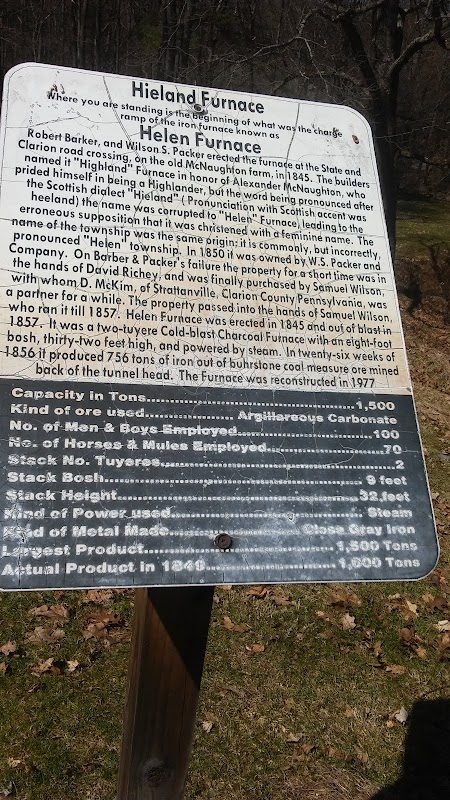 Hieland Furnace
Where you are standing is the beginning of what was the charge
ramp of the iron furnace known as
Helen Furnace
Robert Barker, and Wilson S. Packer erected the furnace at the State and
Clarion road crossing, on the old McNaughton farm, in 1845. The builders
named it "Highland" Furnace in honor of Alexander McNaughton, who
prided himself in being a Highlander, but the word being pronounced after
the Scottish dialect "Hieland" ( Pronunciation with Scottish accent was
heeland) the name was corrupted to "Helen" Furnace, leading to the
erroneous supposition that it was christened with a feminine name. The
name of the township was the same origin: it is commonly, but incorrectly,
pronounced "Helen" township. In 1850 it was owned by W.S. Packer and
Company. On Barber & Packer's failure the property for a short time was in
the hands of David Richey, and was finally purchased by Samuel Wilson,
with whom D. McKim, of Strattanville, Clarion County Pennsylvania, was
a partner for a while. The property passed into the hands of Samuel Wilson,
who ran it till 1857. Helen Furnace was erected in 1845 and out of blast in
1857. It was a two-tuyere Cold-blast Charcoal Furnace with an eight-foot
bosh, thirty-two feet high, and powered by steam. In twenty-six weeks of
1856 it produced 756 tons of iron out of buhrstone coal measure ore mined
back of the tunnel head. The Furnace was reconstructed in 1977
Capacity in Tons....................1,500
Kind of ore used.................... Argillareous Carbonate
No. of Men & Boys Employed....................100
No. of Horses & Mules Employed....................70
Stack No. Tuyeres....................2
Stack Bosh.................... 9 feet
Stack Height....................32 feet
Kind of Power used.................... Steam
Kind of Metal Made.................... Close Gray Iron
Largest Product.................... 1,500 Tons
Actual Product in 1849.................... 1,000 Tons